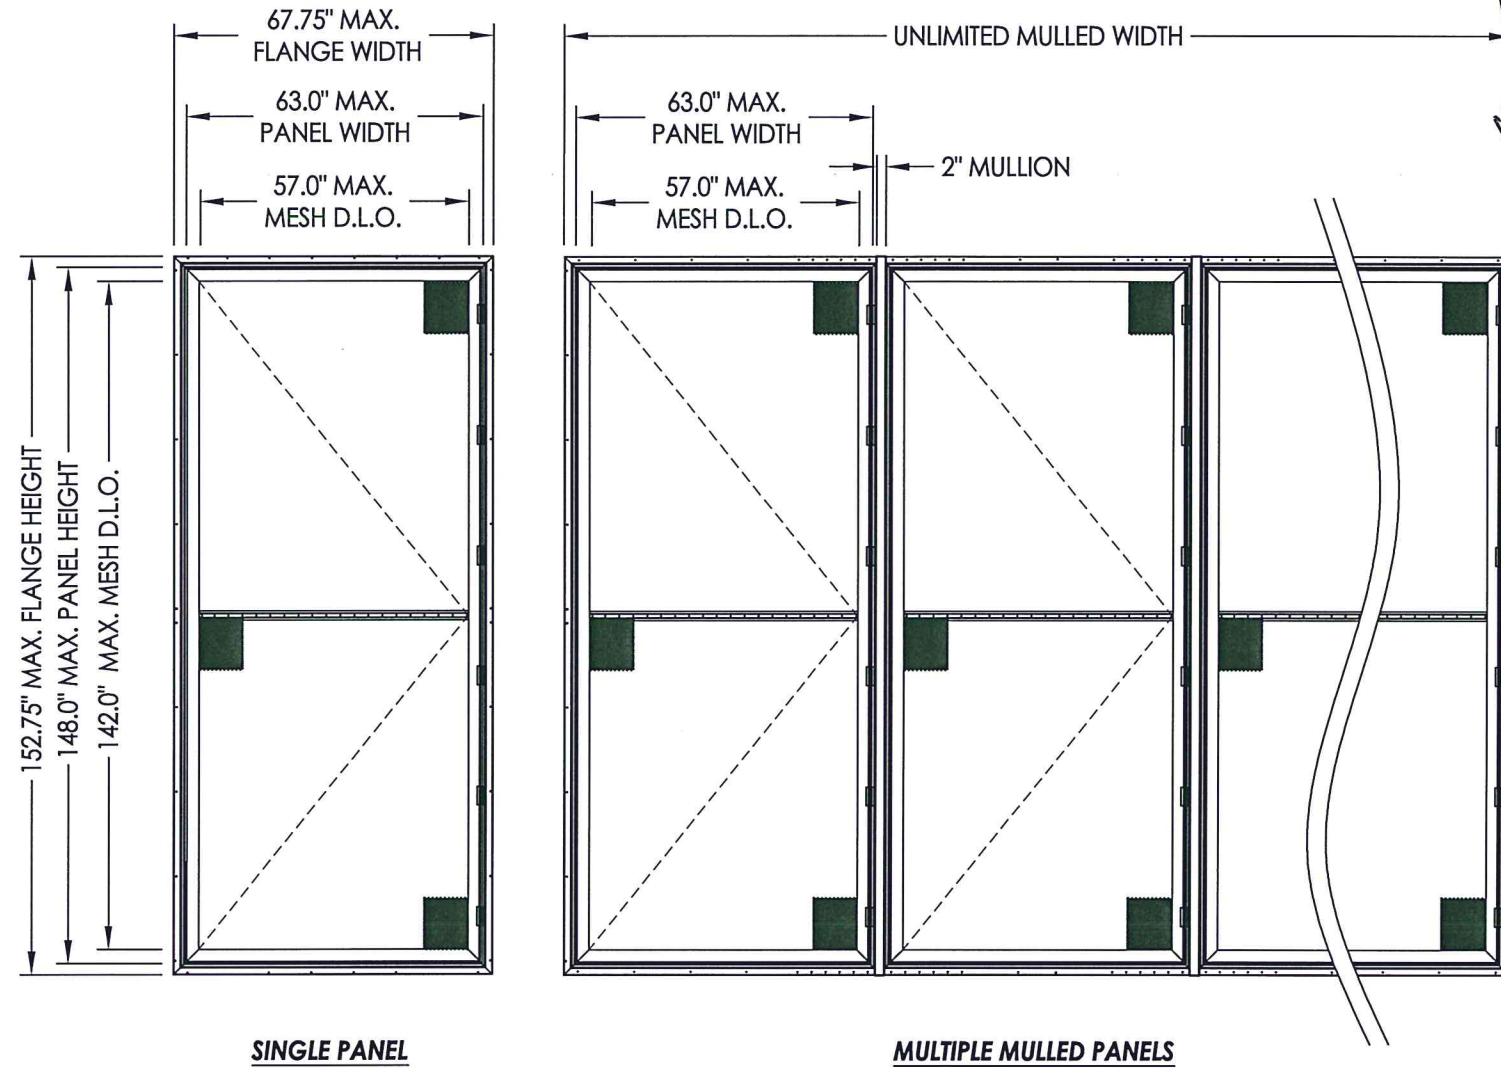 67.75" MAX.
FLANGE WIDTH
63.0" MAX.
PANEL WIDTH
57.0" MAX.
MESH D.L.O.
UNLIMITED MULLED WIDTH
63.0" MAX.
PANEL WIDTH
2" MULLION
57.0" MAX.
MESH D.L.O.
152.75" MAX. FLANGE HEIGHT
148.0" MAX. PANEL HEIGHT
142.0" MAX. MESH D.L.O.
SINGLE PANEL
MULTIPLE MULLED PANELS